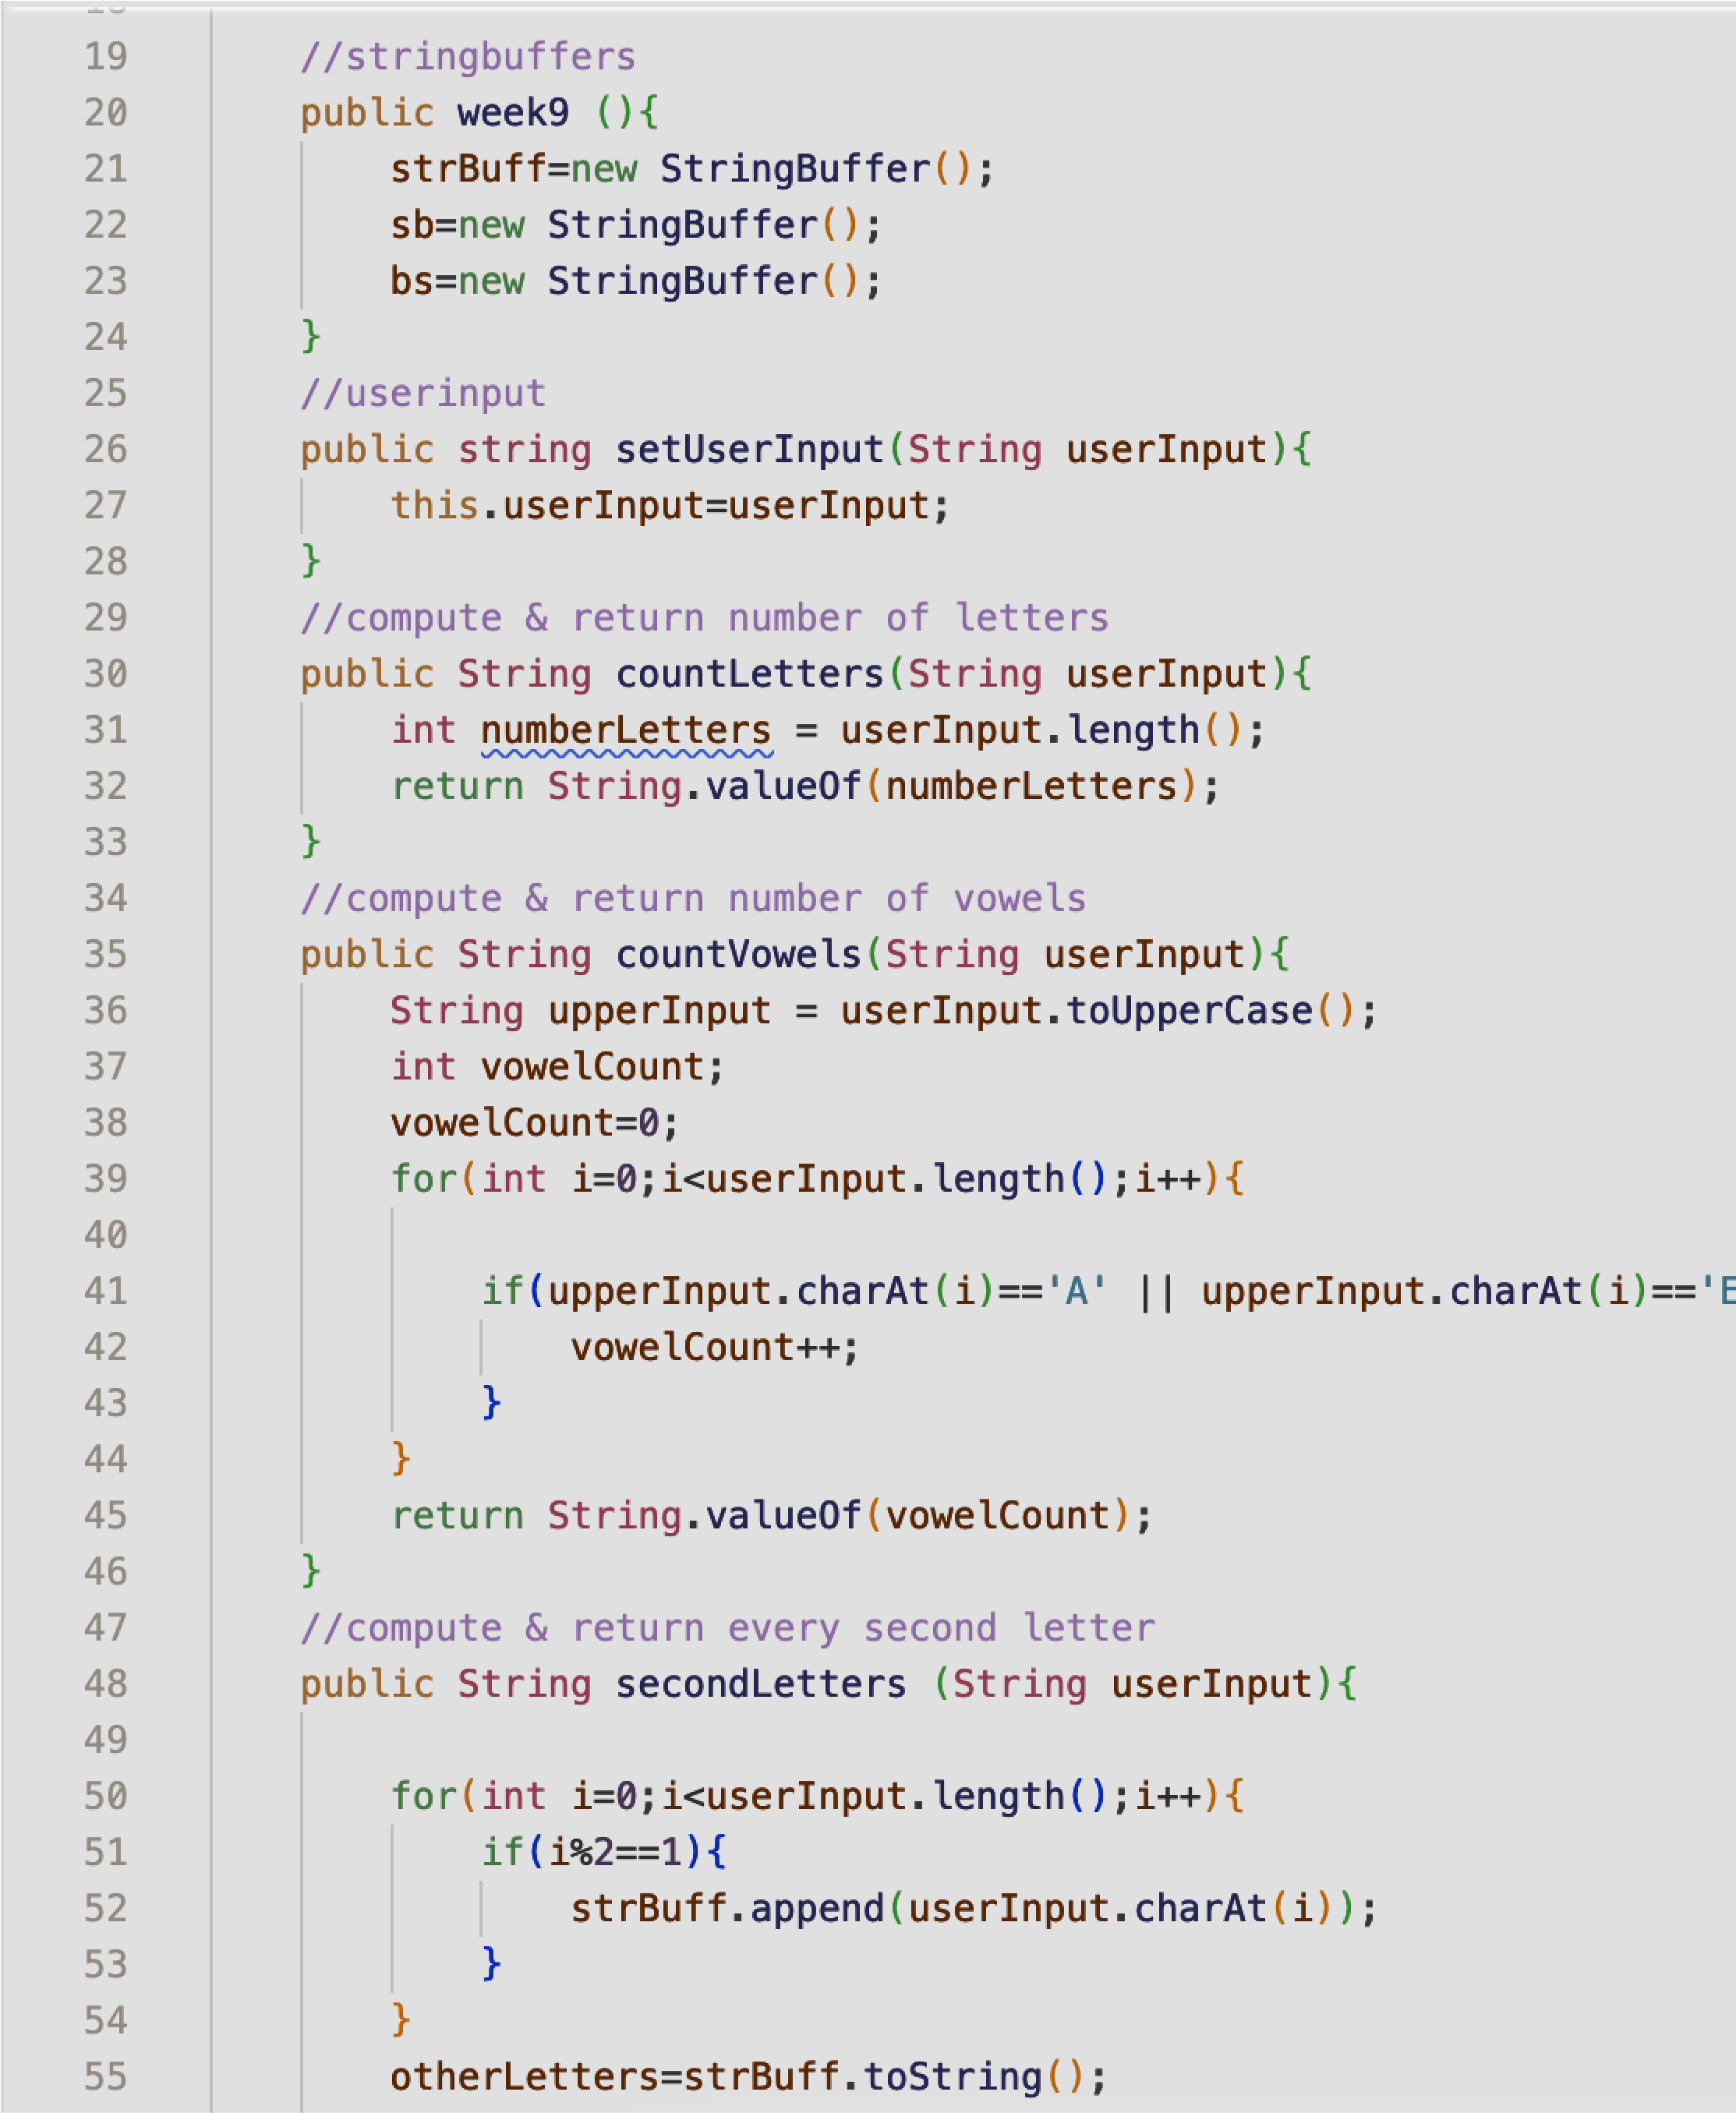 19 //stringbuffers
20 public week9 (){
21 strBuff=new StringBuffer();
22 sb=new StringBuffer();
23 bs=new StringBuffer();
24 }
25 //userinput
26 public string setUserInput(String userInput){
27 this.userInput=userInput;
28 }
29 //compute & return number of letters
30 public String countLetters(String userInput){
31 int numberLetters = userInput.length();
32 return String.valueOf(numberLetters);
33 }
34 //compute & return number of vowels
35 public String countVowels(String userInput){
36 String upperInput = userInput.toUpperCase();
37 int vowelCount;
38 vowelCount=0;
39 for(int i=0;i<userInput.length();i++){
40
41 if(upperInput.charAt(i)=='A' || upperInput.charAt(i)=='E
42 vowelCount++;
43 }
44 }
45 return String.valueOf(vowelCount);
46 }
47 //compute & return every second letter
48 public String secondLetters (String userInput){
49
50 for(int i=0;i<userInput.length();i++){
51 if(i%2==1){
52 strBuff.append(userInput.charAt(i));
53 }
54 }
55 otherLetters=strBuff.toString();